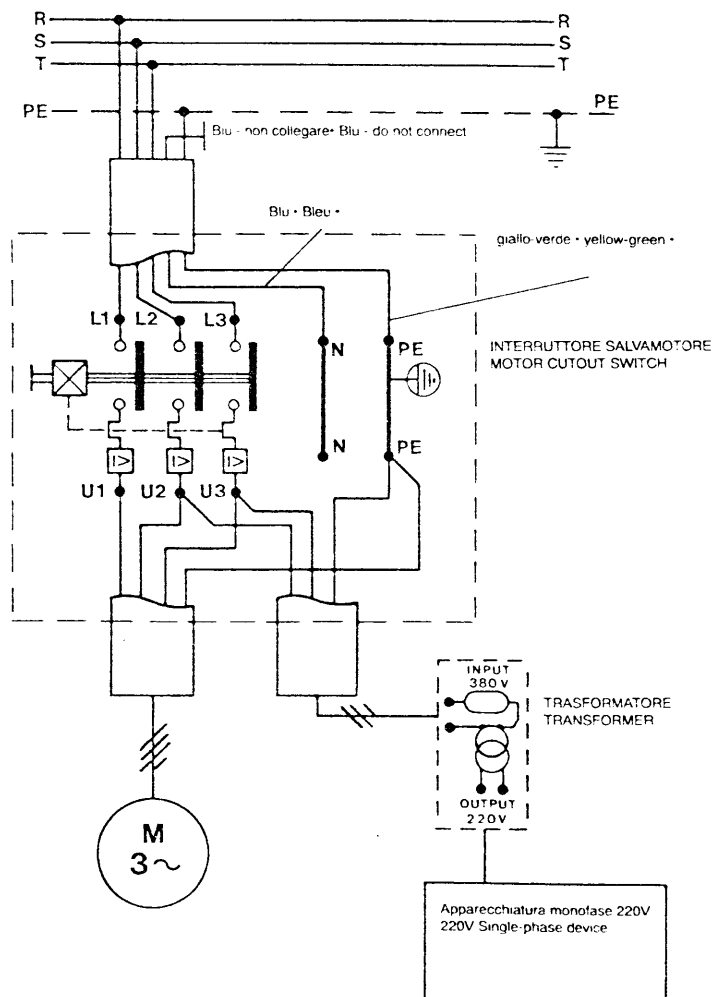 R R
S S
T T
PE PE
Blu - non collegare • Blu - do not connect
Blu • Bleu •
giallo-verde • yellow-green •
L1 L2 L3
N PE
INTERRUTTORE SALVAMOTORE
MOTOR CUTOUT SWITCH
I> I> I>
N PE
U1 U2 U3
INPUT
380 V
TRASFORMATORE
TRANSFORMER
OUTPUT
220V
M
3~
Apparecchiatura monofase 220V
220V Single-phase device